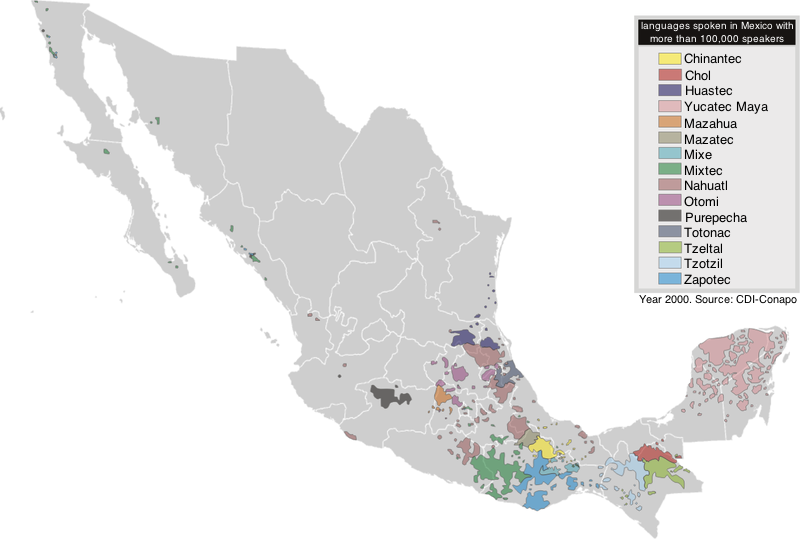 languages spoken in Mexico with
more than 100,000 speakers
Chinantec
Chol
Huastec
Yucatec Maya
Mazahua
Mazatec
Mixe
Mixtec
Nahuatl
Otomi
Purepecha
Totonac
Tzeltal
Tzotzil
Zapotec
Year 2000. Source: CDI-Conapo